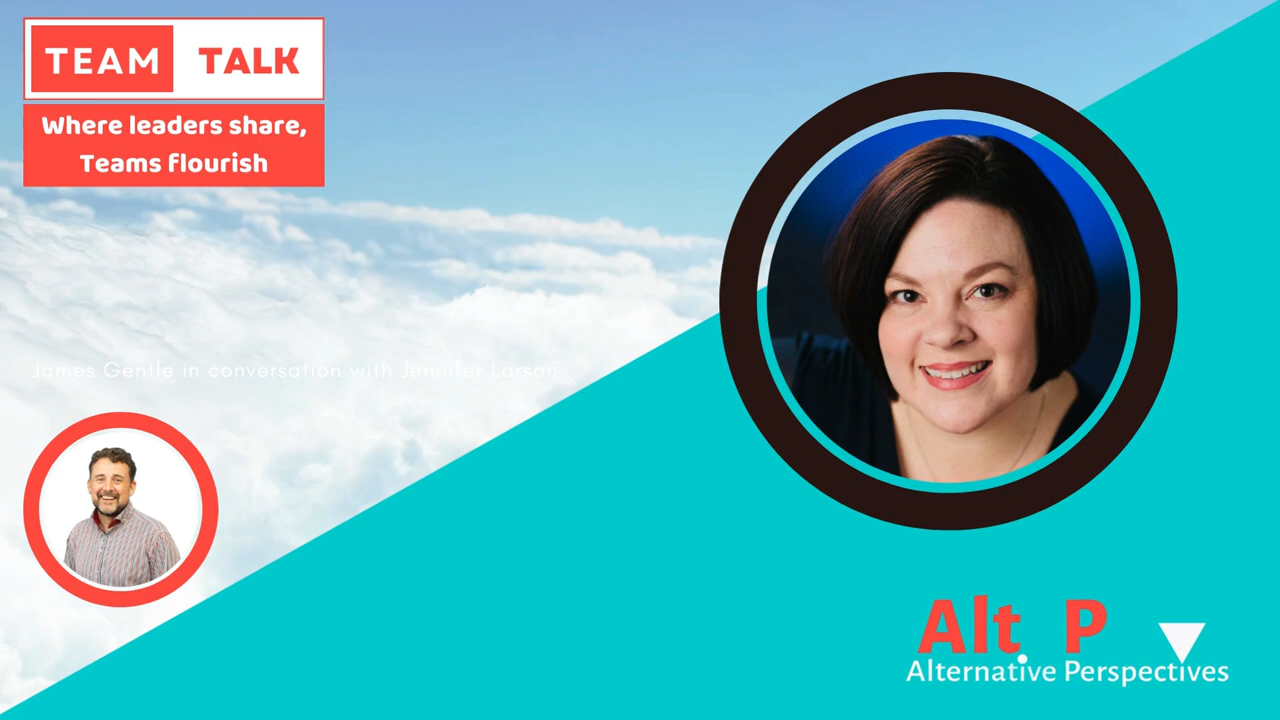 TEAM TALK
Where leaders share,
Teams flourish
James Gentle in conversation with Jennifer Larson
Alt P
Alternative Perspectives